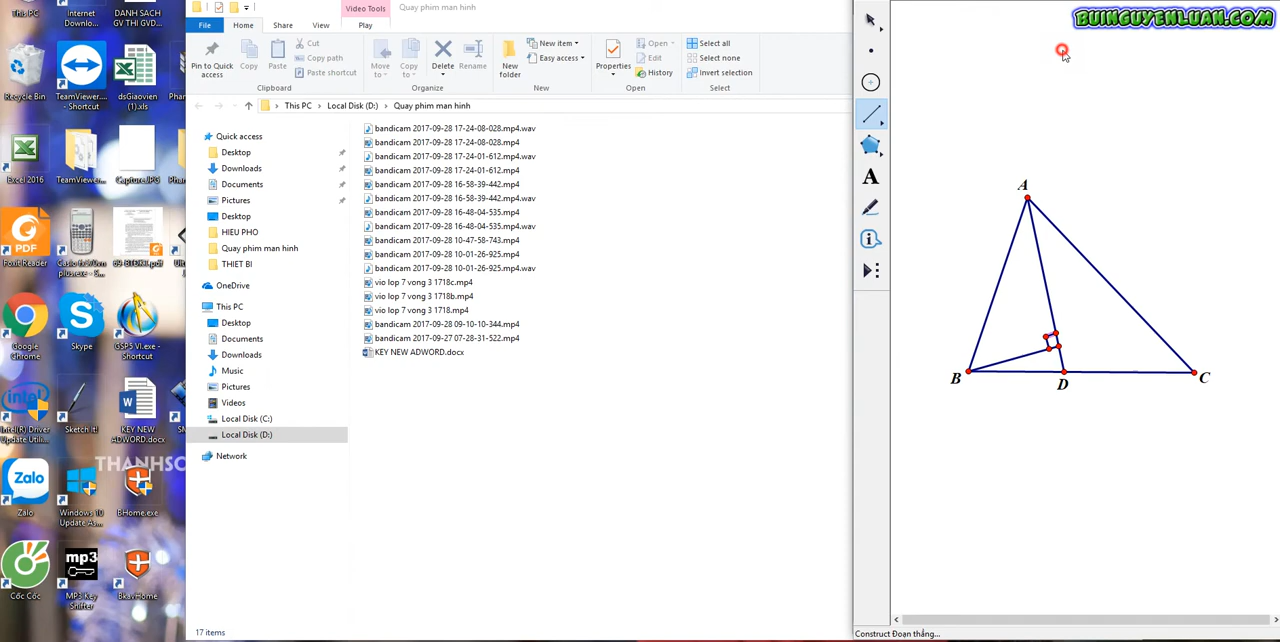 This PC
Internet
Downloa...
DANH SACH
GV THI GVD...
Recycle Bin
TeamViewer....
- Shortcut
dsGiaovien
(1).xls
Excel 2016
TeamViewer...
Capture.JPG
PDF
Foxit Reader
Google
Chrome
Skype
GSP5 VI.exe -
Shortcut
Intel(R) Driver
Update Utili...
Sketch It!
KEY NEW
ADWORD.docx
THANHSC
Zalo
Zalo
Windows 10
Update As...
BHome.exe
Cốc Cốc
mp3
MP3 Key
Shifter
BkavHome
Video Tools
Quay phim man hinh
File
Home
Share
View
Play
Pin to Quick
access
Copy
Paste
Cut
Copy path
Paste shortcut
Clipboard
Move
to
Copy
to
Delete
Rename
Organize
New
folder
New item
Easy access
New
Properties
Open
Edit
History
Open
Select all
Select none
Invert selection
Select
This PC
Local Disk (D:)
Quay phim man hinh
Quick access
Desktop
Downloads
Documents
Pictures
Desktop
HIEU PHO
Quay phim man hinh
THIET BI
OneDrive
This PC
Desktop
Documents
Downloads
Music
Pictures
Videos
Local Disk (C:)
Local Disk (D:)
Network
bandicam 2017-09-28 17-24-08-028.mp4.wav
bandicam 2017-09-28 17-24-08-028.mp4
bandicam 2017-09-28 17-24-01-612.mp4.wav
bandicam 2017-09-28 17-24-01-612.mp4
bandicam 2017-09-28 16-58-39-442.mp4
bandicam 2017-09-28 16-58-39-442.mp4.wav
bandicam 2017-09-28 16-48-04-535.mp4
bandicam 2017-09-28 16-48-04-535.mp4.wav
bandicam 2017-09-28 10-47-58-743.mp4
bandicam 2017-09-28 10-01-26-925.mp4
bandicam 2017-09-28 10-01-26-925.mp4.wav
vio lop 7 vong 3 1718c.mp4
vio lop 7 vong 3 1718b.mp4
vio lop 7 vong 3 1718.mp4
bandicam 2017-09-28 09-10-10-344.mp4
bandicam 2017-09-27 07-28-31-522.mp4
KEY NEW ADWORD.docx
17 items
BUINGUYENLUAN.COM
A
A
B
D
C
Construct Đoạn thẳng...